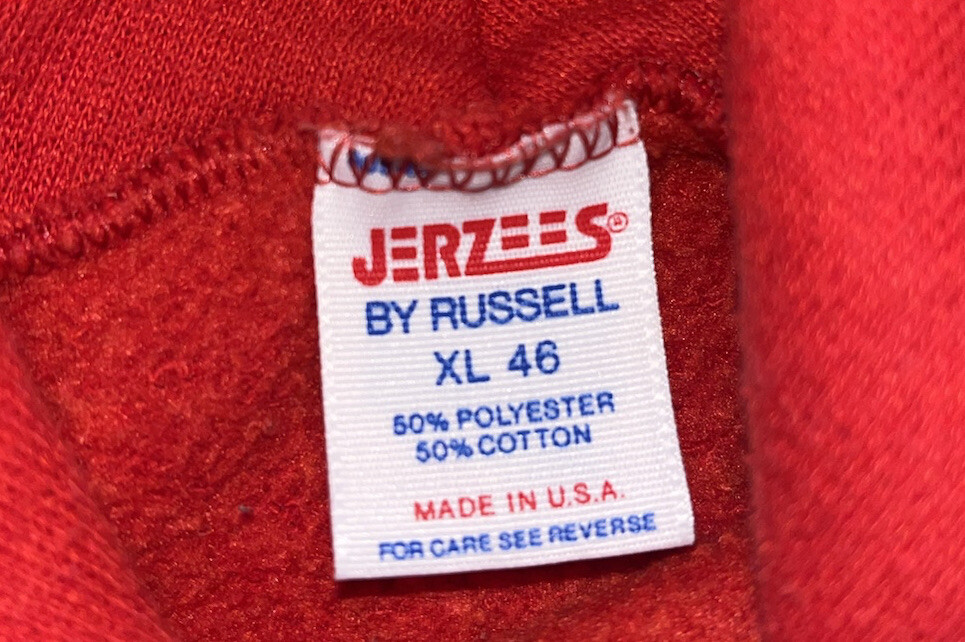 JERZEES®
BY RUSSELL
XL 46
50% POLYESTER
50% COTTON
MADE IN U.S.A.
FOR CARE SEE REVERSE